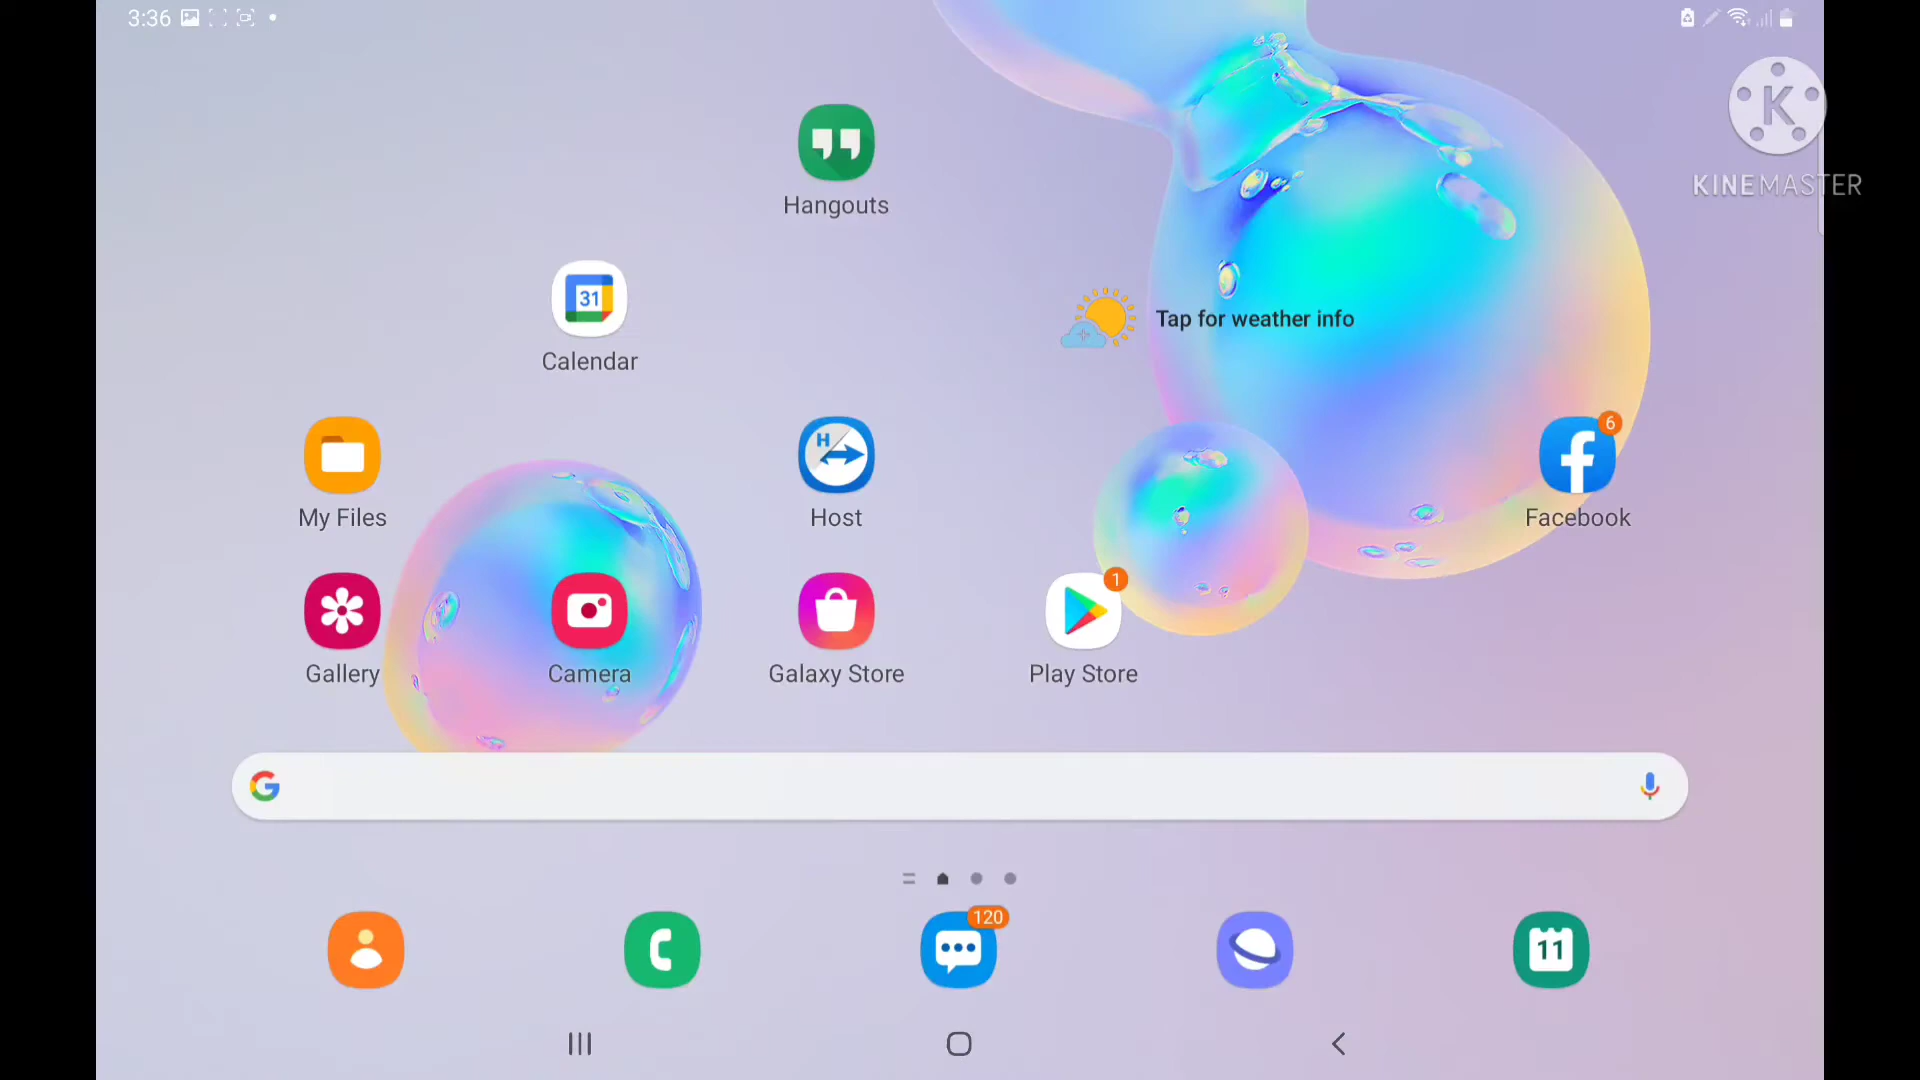 3:36
K
KINEMASTER
Hangouts
31
Calendar
Tap for weather info
H
6
My Files
Host
Facebook
1
Gallery
Camera
Galaxy Store
Play Store
G
120
11